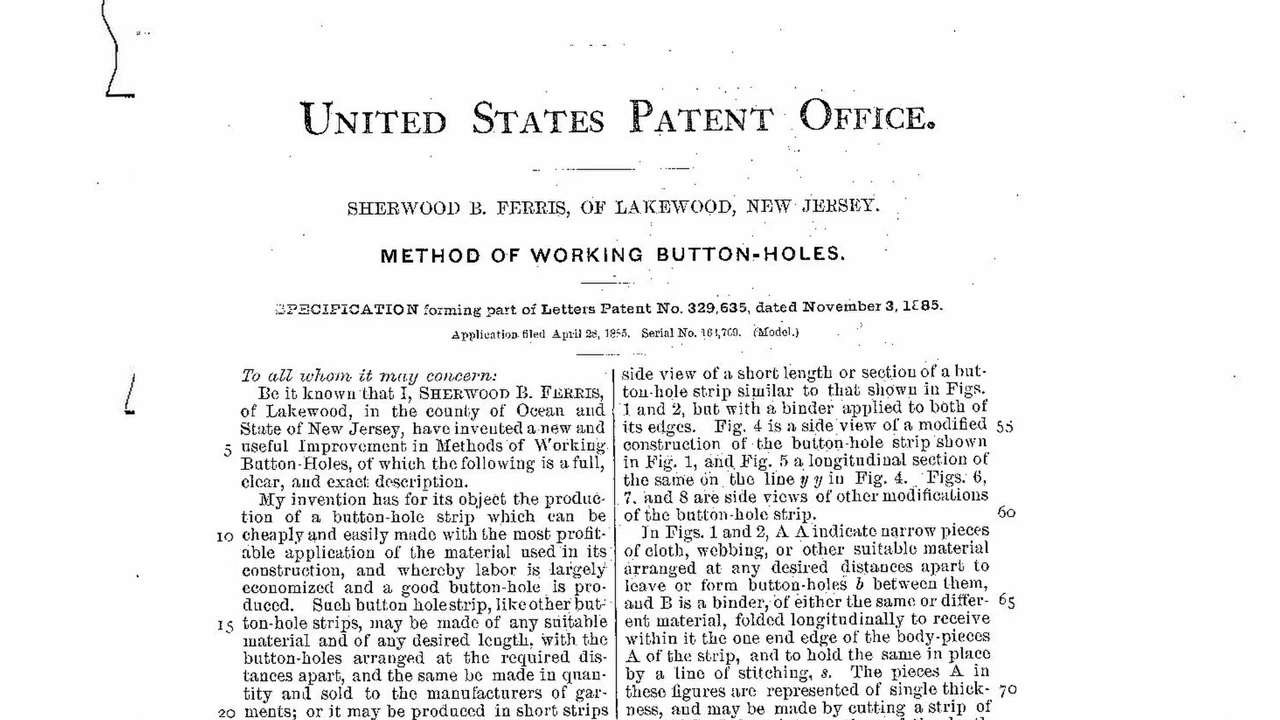 UNITED STATES PATENT OFFICE.
SHERWOOD B. FERRIS, OF LAKEWOOD, NEW JERSEY.
METHOD OF WORKING BUTTON-HOLES.
SPECIFICATION forming part of Letters Patent No. 329,635, dated November 3, 1885.
Application filed April 28, 1885. Serial No. (Model.)
To all whom it may concern:
Be it known that I, SHERWOOD B. FERRIS,
of Lakewood, in the county of Ocean and
State of New Jersey, have invented a new and
5 useful Improvement in Methods of Working
Button-Holes, of which the following is a full,
clear, and exact description.
My invention has for its object the produc-
tion of a button-hole strip which can be
10 cheaply and easily made with the most profit-
able application of the material used in its
construction, and whereby labor is largely
economized and a good button-hole is pro-
duced. Such button hole strip, like other but-
15 ton-hole strips, may be made of any suitable
material and of any desired length, with the
button-holes arranged at the required dis-
tances apart, and the same be made in quan-
tity and sold to the manufacturers of gar-
20 ments; or it may be produced in short strips
side view of a short length or section of a but-
ton-hole strip similar to that shown in Figs.
1 and 2, but with a binder applied to both of
its edges. Fig. 4 is a side view of a modified 55
construction of the button-hole strip shown
in Fig. 1, and Fig. 5 a longitudinal section of
the same on the line y y in Fig. 4. Figs. 6,
7, and 8 are side views of other modifications
of the button-hole strip. 60
In Figs. 1 and 2, A A indicate narrow pieces
of cloth, webbing, or other suitable material
arranged at any desired distances apart to
leave or form button-holes b between them,
and B is a binder, of either the same or differ- 65
ent material, folded longitudinally to receive
within it the one end edge of the body-pieces
A of the strip, and to hold the same in place
by a line of stitching, s. The pieces A in
these figures are represented of single thick- 70
ness, and may be made by cutting a strip of